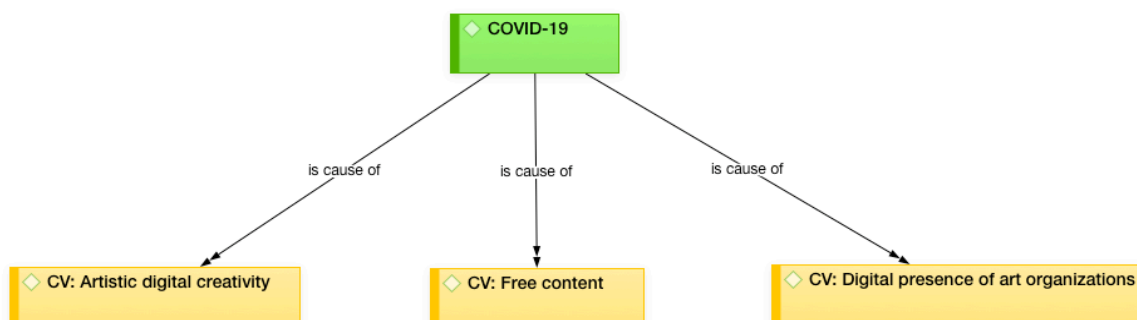 COVID-19
is cause of
is cause of
is cause of
CV: Artistic digital creativity
CV: Free content
CV: Digital presence of art organizations